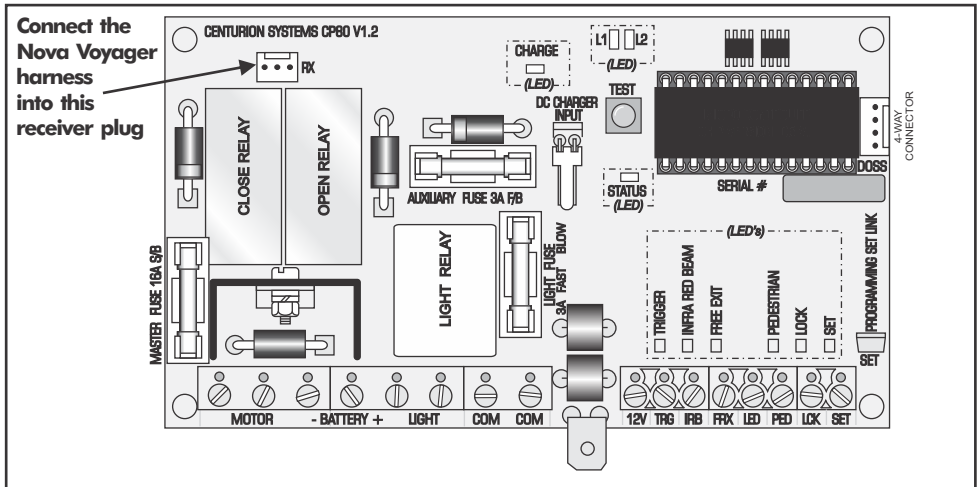 Connect the
Nova Voyager
harness
into this
receiver plug
CENTURION SYSTEMS CP80 V1.2
RX
CHARGE
(LED)
L1 L2
(LED)
TEST
DC CHARGER
INPUT
4-WAY
CONNECTOR
DOSS
SERIAL #
STATUS
(LED)
CLOSE RELAY
OPEN RELAY
AUXILIARY FUSE 3A F/B
LIGHT RELAY
LIGHT FUSE
3A FAST BLOW
MASTER FUSE 16A S/B
(LED's)
TRIGGER
INFRA RED BEAM
FREE EXIT
PEDESTRIAN
LOCK
SET
PROGRAMMING SET LINK
SET
MOTOR - BATTERY + LIGHT COM COM
12V TRG IRB FRX LED PED LCK SET